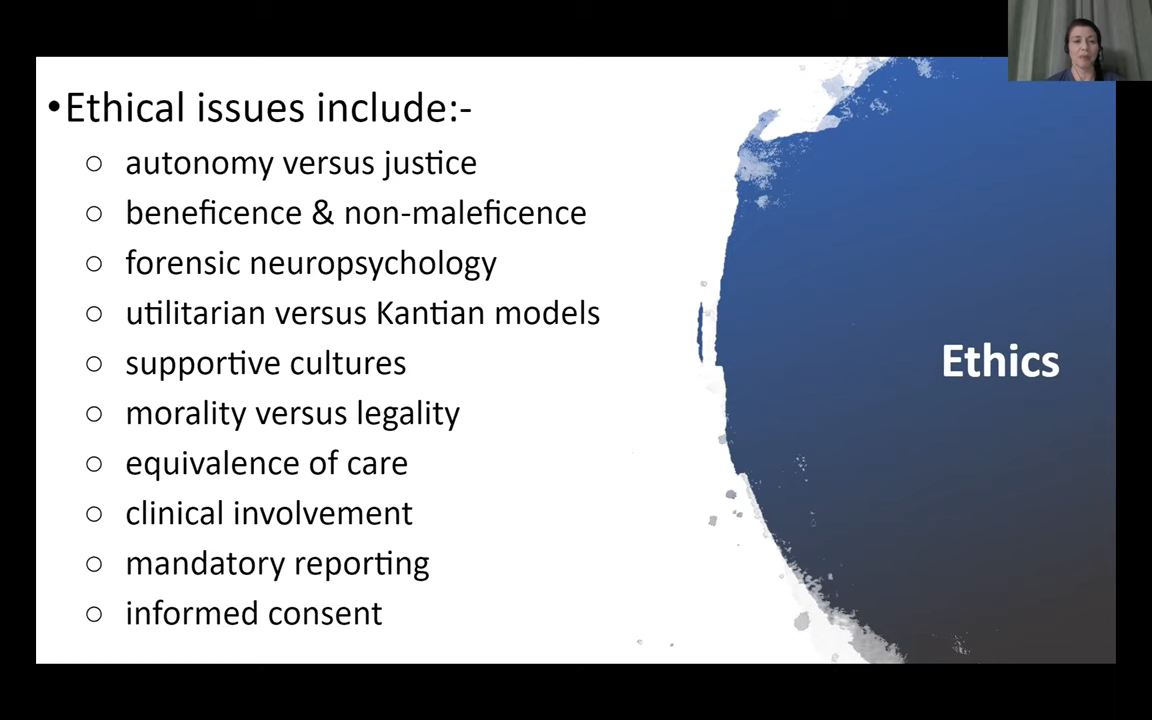 •Ethical issues include:-
○ autonomy versus justice
○ beneficence & non-maleficence
○ forensic neuropsychology
○ utilitarian versus Kantian models
○ supportive cultures
○ morality versus legality
○ equivalence of care
○ clinical involvement
○ mandatory reporting
○ informed consent
Ethics